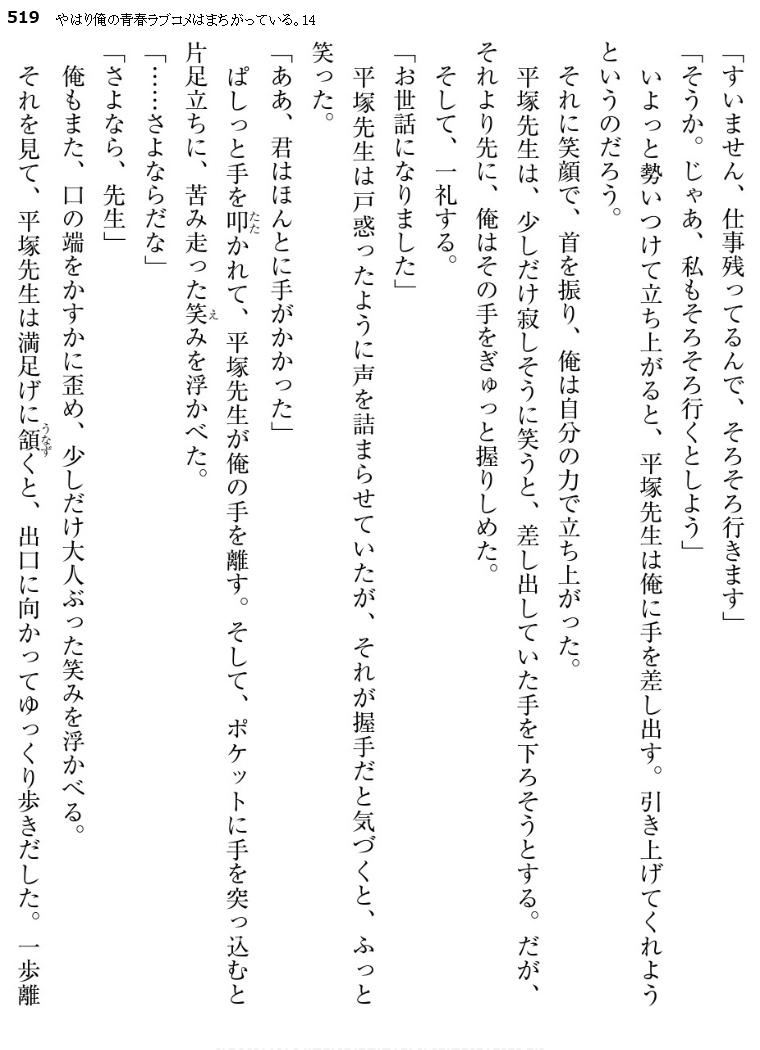 519 やはり俺の青春ラブコメはまちがっている。14
「すいません、仕事残ってるんで、そろそろ行きます」
「そうか。じゃあ、私もそろそろ行くとしよう」
いよっと勢いつけて立ち上がると、平塚先生は俺に手を差し出す。引き上げてくれよう
というのだろう。
それに笑顔で、首を振り、俺は自分の力で立ち上がった。
平塚先生は、少しだけ寂しそうに笑うと、差し出していた手を下ろそうとする。だが、
それより先に、俺はその手をぎゅっと握りしめた。
そして、一礼する。
「お世話になりました」
平塚先生は戸惑ったように声を詰まらせていたが、それが握手だと気づくと、ふっと
笑った。
「ああ、君はほんとに手がかかった」
ぱしっと手を叩かれて、平塚先生が俺の手を離す。そして、ポケットに手を突っ込むと
片足立ちに、苦み走った笑みを浮かべた。
「……さよならだな」
「さよなら、先生」
俺もまた、口の端をかすかに歪め、少しだけ大人ぶった笑みを浮かべる。
それを見て、平塚先生は満足げに頷くと、出口に向かってゆっくり歩きだした。一歩離